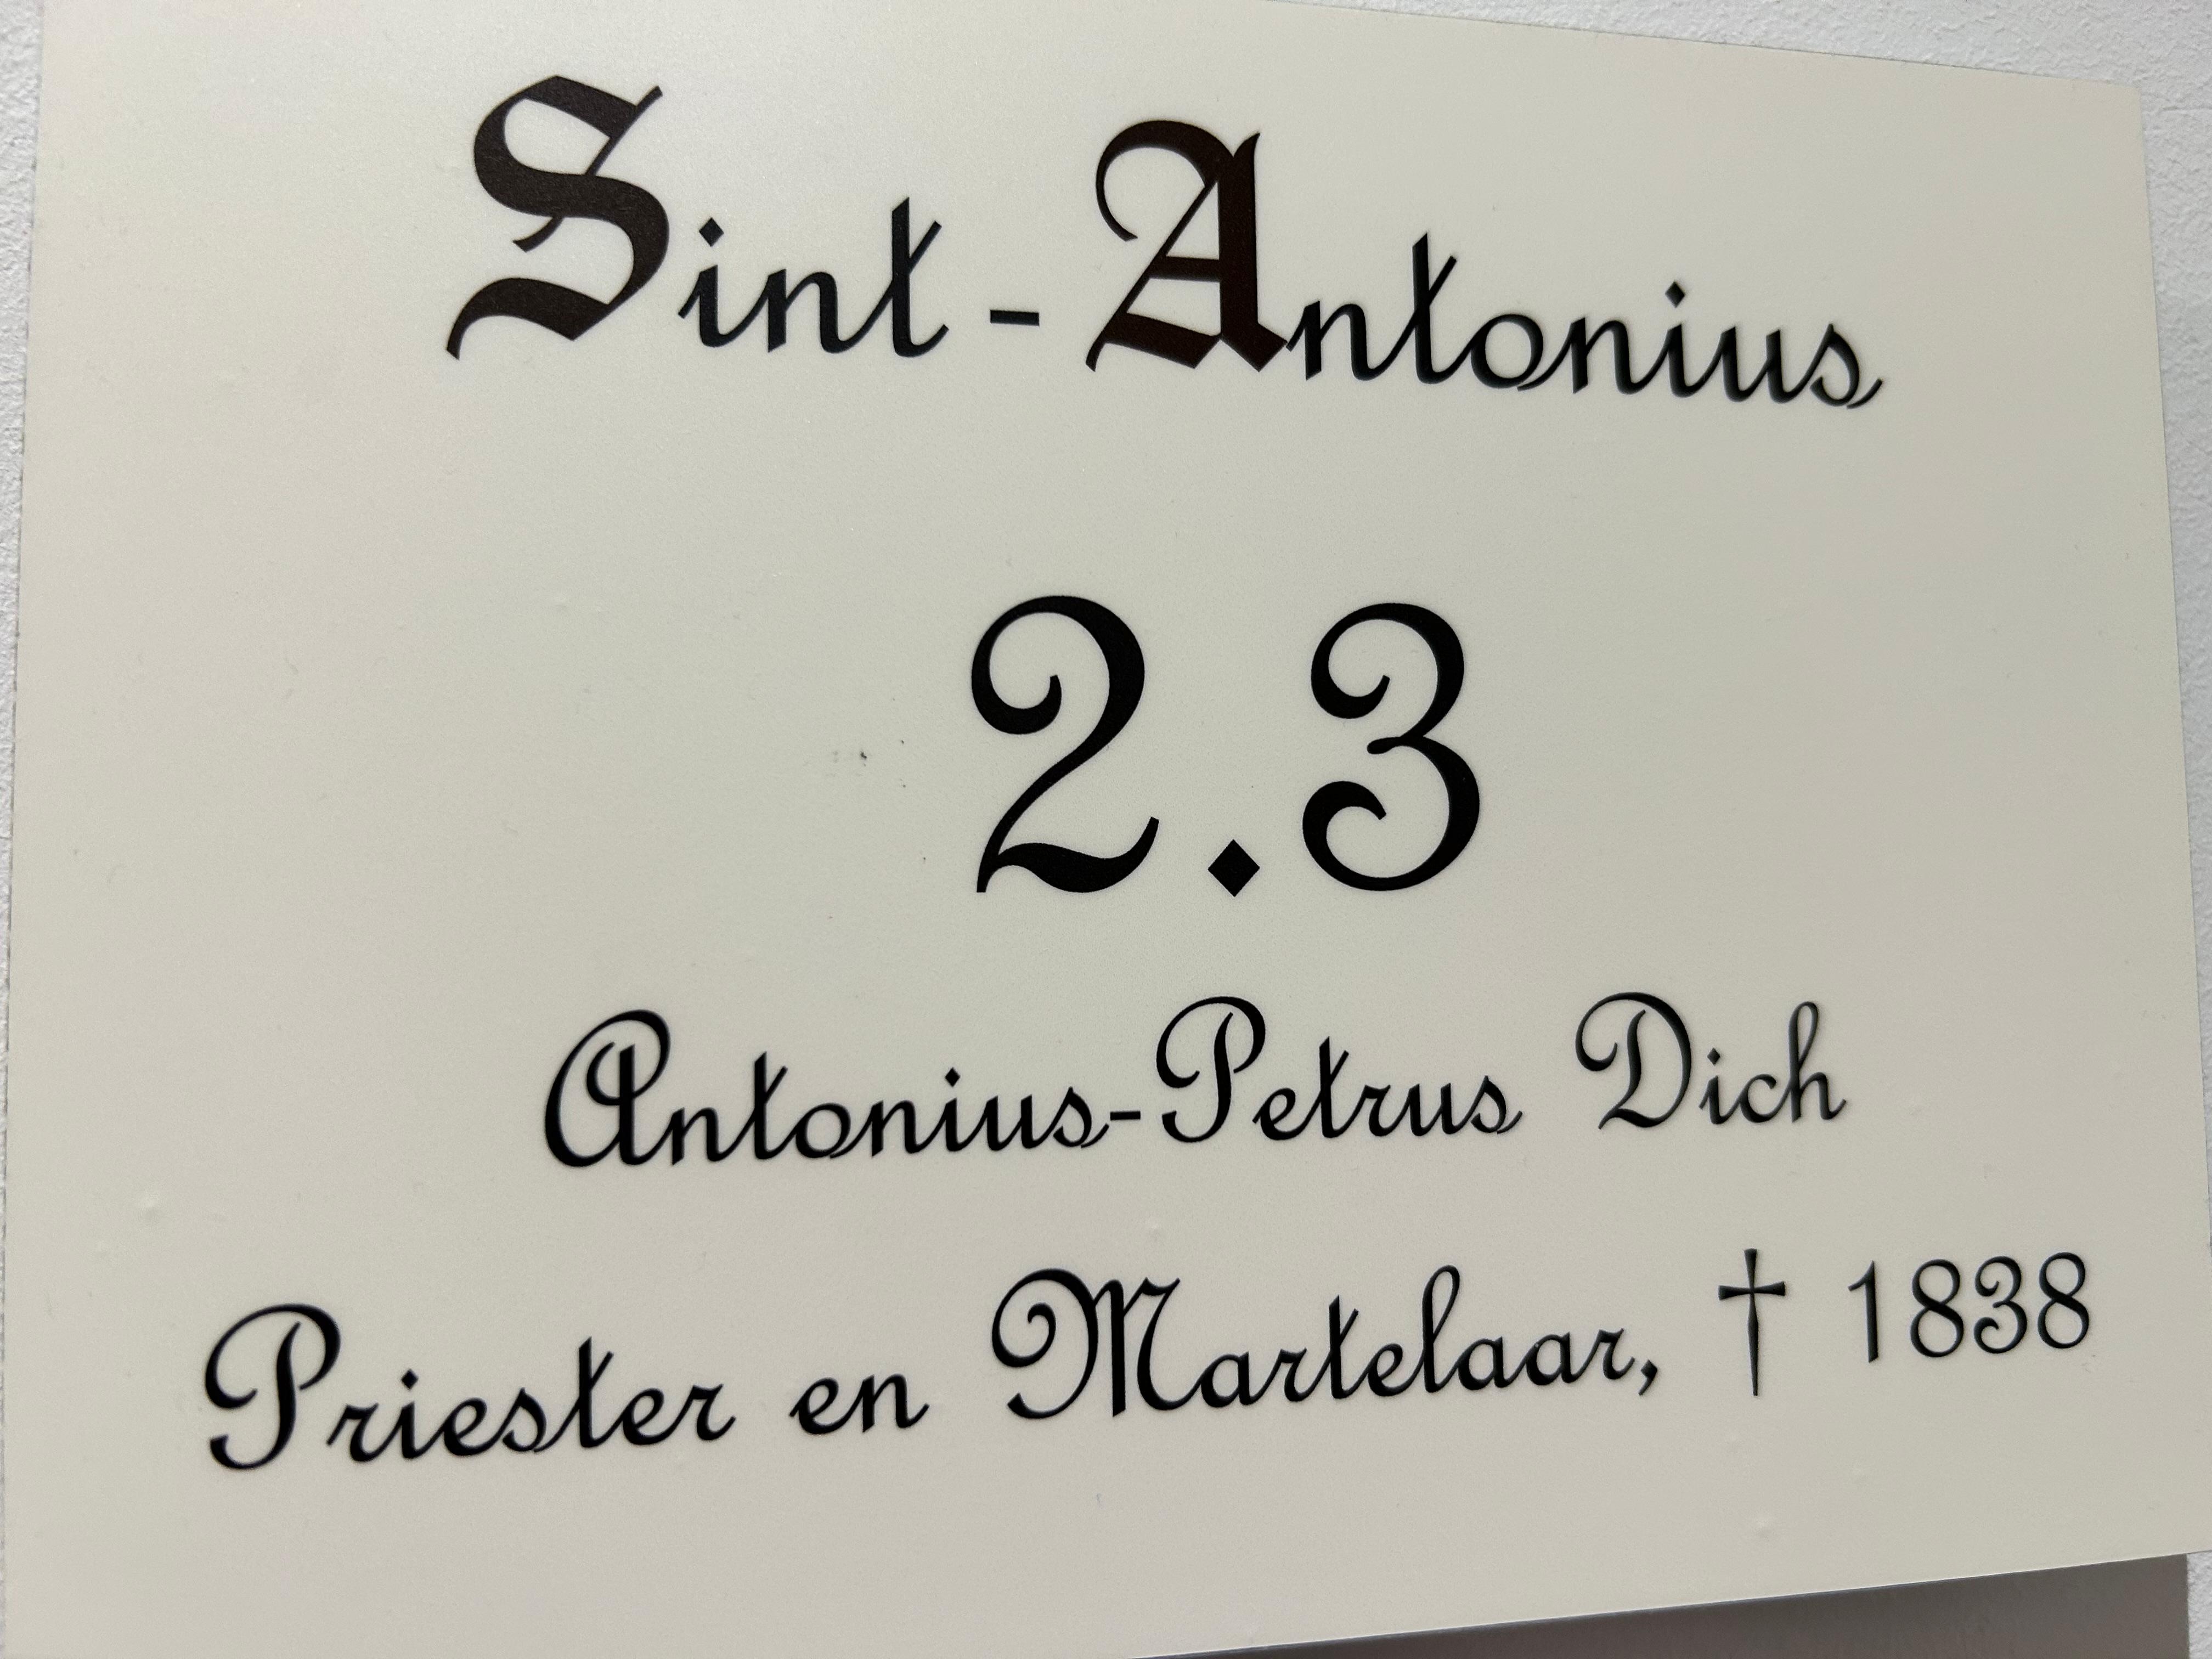 Sint-Antonius
2.3
Antonius-Petrus Dich
Priester en Martelaar, † 1838